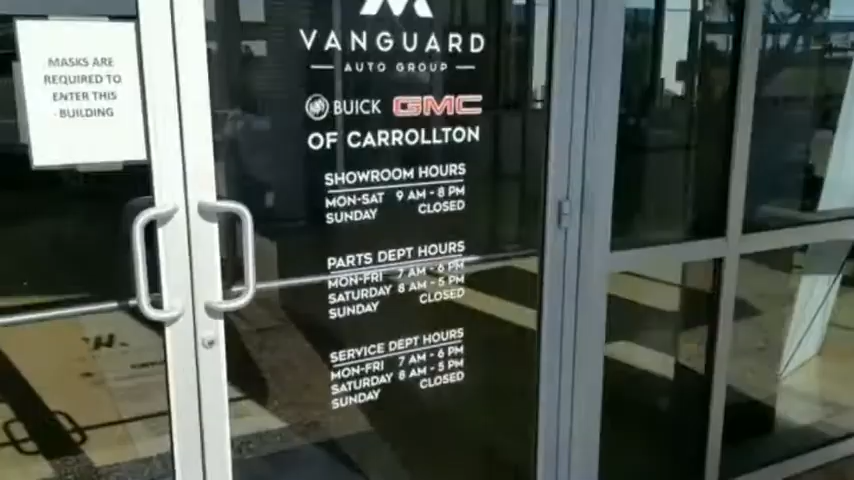 MASKS ARE
REQUIRED TO
ENTER THIS
BUILDING
VANGUARD
AUTO GROUP
BUICK GMC
OF CARROLLTON
SHOWROOM HOURS
MON-SAT 9 AM - 8 PM
SUNDAY CLOSED
PARTS DEPT HOURS
MON-FRI 7 AM - 6 PM
SATURDAY 8 AM - 5 PM
SUNDAY CLOSED
SERVICE DEPT HOURS
MON-FRI 7 AM - 6 PM
SATURDAY 8 AM - 5 PM
SUNDAY CLOSED